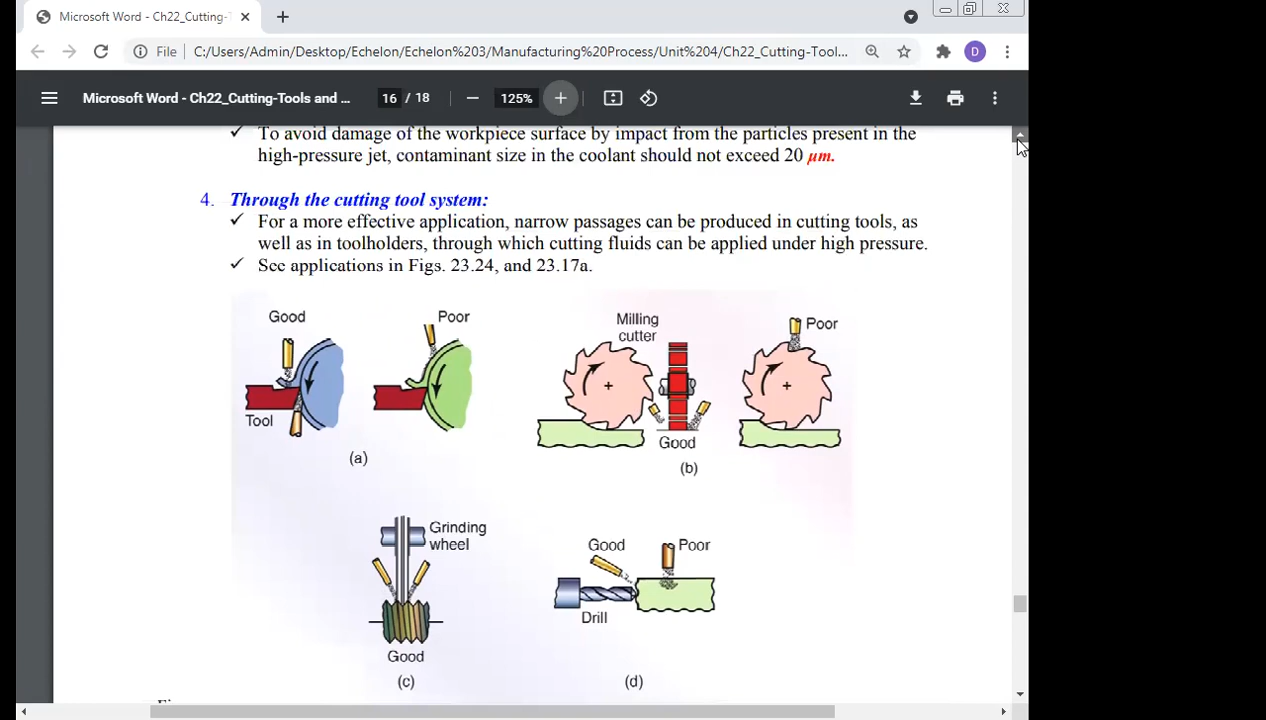 Microsoft Word - Ch22_Cutting-T
File C:/Users/Admin/Desktop/Echelon/Echelon%203/Manufacturing%20Process/Unit%204/Ch22_Cutting-Tool... D
Microsoft Word - Ch22_Cutting-Tools and ... 16 / 18 125%
✓ To avoid damage of the workpiece surface by impact from the particles present in the
high-pressure jet, contaminant size in the coolant should not exceed 20 μm.
4. Through the cutting tool system:
✓ For a more effective application, narrow passages can be produced in cutting tools, as
well as in toolholders, through which cutting fluids can be applied under high pressure.
✓ See applications in Figs. 23.24, and 23.17a.
Good
Poor
Tool
(a)
Milling
cutter
Poor
Good
(b)
Grinding
wheel
Good
(c)
Good
Poor
Drill
(d)